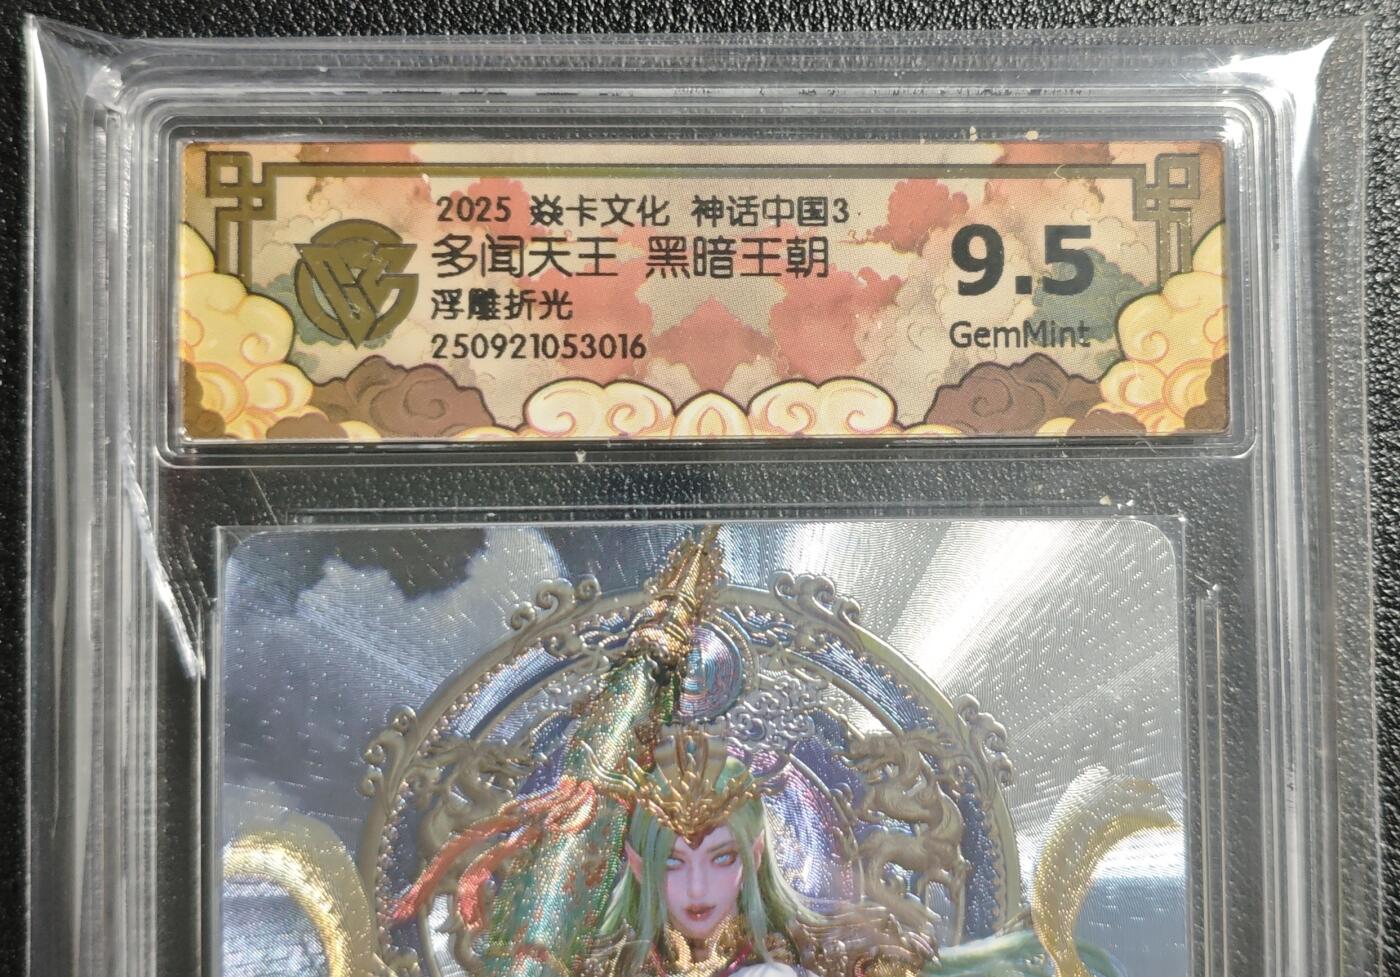 2025 焱卡文化 神话中国3
多闻天王 黑暗王朝
浮雕折光
250921053016
9.5
GemMint